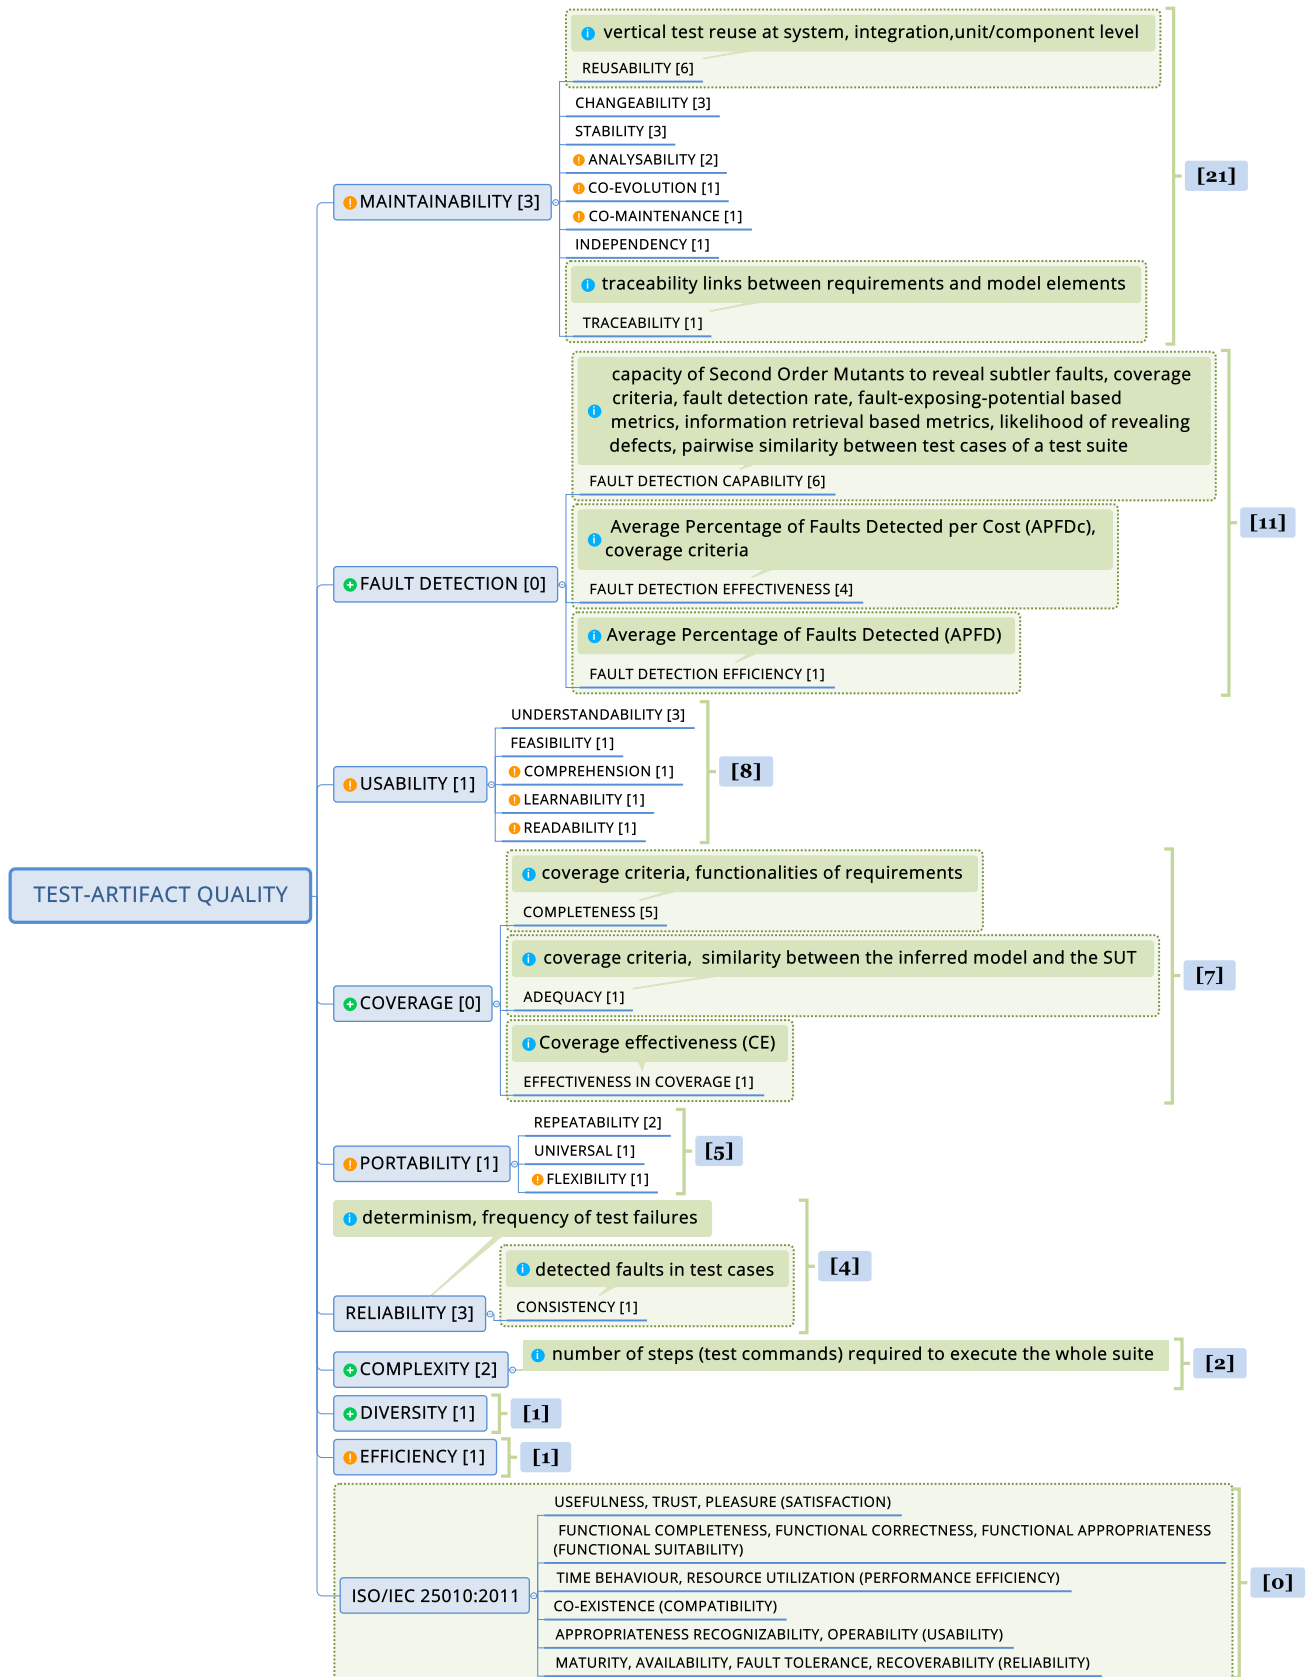 vertical test reuse at system, integration,unit/component level
REUSABILITY [6]
CHANGEABILITY [3]
STABILITY [3]
ANALYSABILITY [2]
[21]
CO-EVOLUTION [1]
MAINTAINABILITY [3]
CO-MAINTENANCE [1]
INDEPENDENCY [1]
traceability links between requirements and model elements
TRACEABILITY [1]
capacity of Second Order Mutants to reveal subtler faults, coverage
criteria, fault detection rate, fault-exposing-potential based
metrics, information retrieval based metrics, likelihood of revealing
defects, pairwise similarity between test cases of a test suite
FAULT DETECTION CAPABILITY [6]
[11]
Average Percentage of Faults Detected per Cost (APFDc),
coverage criteria
FAULT DETECTION [0]
FAULT DETECTION EFFECTIVENESS [4]
Average Percentage of Faults Detected (APFD)
FAULT DETECTION EFFICIENCY [1]
UNDERSTANDABILITY [3]
FEASIBILITY [1]
COMPREHENSION [1]
[8]
USABILITY [1]
LEARNABILITY [1]
READABILITY [1]
TEST-ARTIFACT QUALITY
coverage criteria, functionalities of requirements
COMPLETENESS [5]
coverage criteria,  similarity between the inferred model and the SUT
[7]
ADEQUACY [1]
COVERAGE [0]
Coverage effectiveness (CE)
EFFECTIVENESS IN COVERAGE [1]
REPEATABILITY [2]
UNIVERSAL [1]
[5]
PORTABILITY [1]
FLEXIBILITY [1]
determinism, frequency of test failures
[4]
detected faults in test cases
CONSISTENCY [1]
RELIABILITY [3]
number of steps (test commands) required to execute the whole suite
[2]
COMPLEXITY [2]
DIVERSITY [1]
[1]
EFFICIENCY [1]
[1]
USEFULNESS, TRUST, PLEASURE (SATISFACTION)
FUNCTIONAL COMPLETENESS, FUNCTIONAL CORRECTNESS, FUNCTIONAL APPROPRIATENESS
(FUNCTIONAL SUITABILITY)
TIME BEHAVIOUR, RESOURCE UTILIZATION (PERFORMANCE EFFICIENCY)
[0]
ISO/IEC 25010:2011
CO-EXISTENCE (COMPATIBILITY)
APPROPRIATENESS RECOGNIZABILITY, OPERABILITY (USABILITY)
MATURITY, AVAILABILITY, FAULT TOLERANCE, RECOVERABILITY (RELIABILITY)